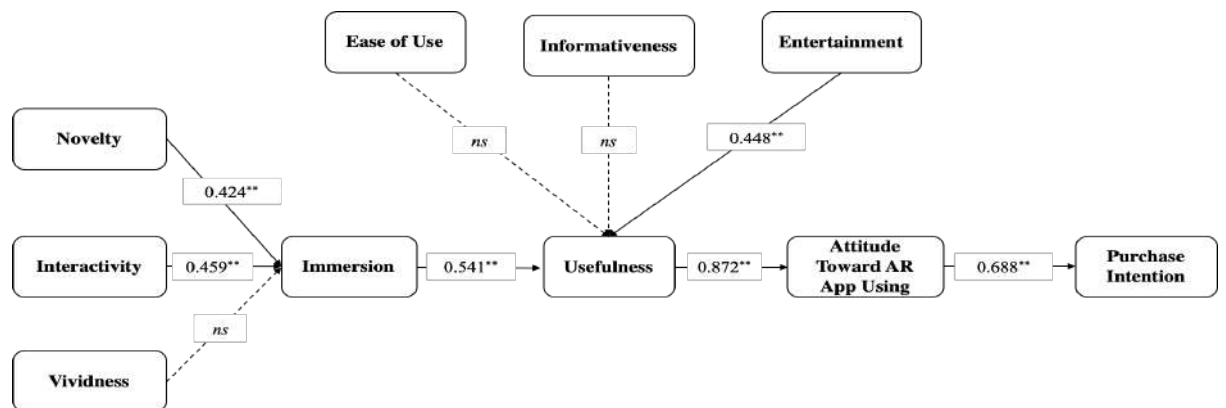 Ease of Use
Informativeness
Entertainment
Novelty
ns
ns
0.448**
0.424**
Interactivity
0.459**
Immersion
0.541**
Usefulness
0.872**
Attitude
Toward AR
App Using
0.688**
Purchase
Intention
ns
Vividness